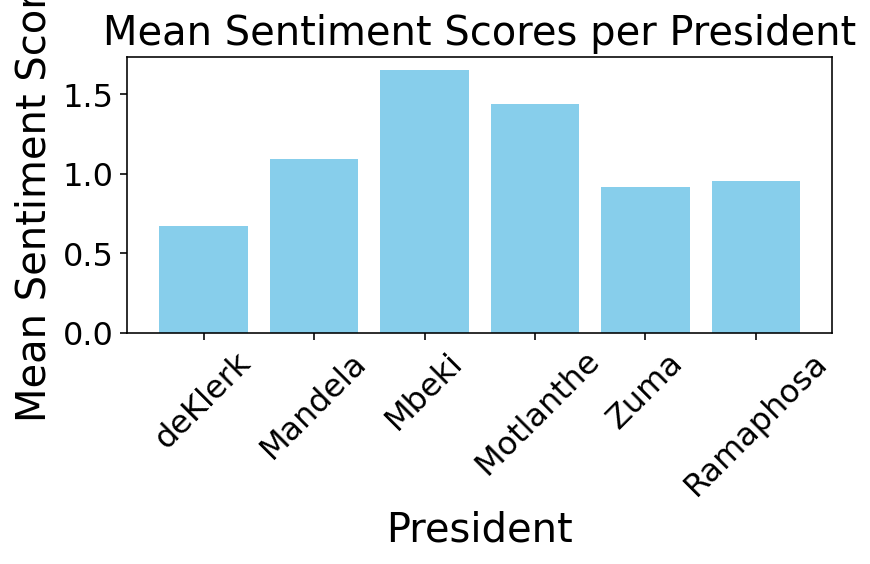 Mean Sentiment Scores per President
Mean Sentiment Scor
1.5
1.0
0.5
0.0
deKlerk
Mandela
Mbeki
Motlanthe
Zuma
Ramaphosa
President